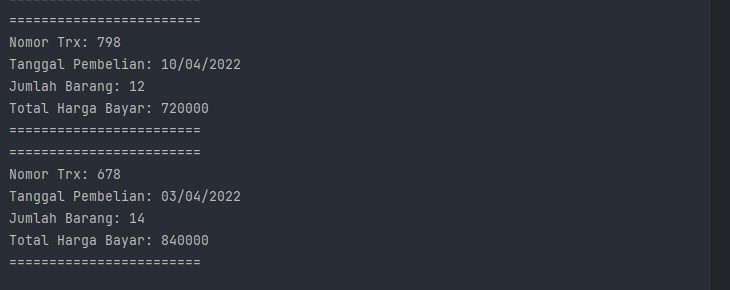 ========================
Nomor Trx: 798
Tanggal Pembelian: 10/04/2022
Jumlah Barang: 12
Total Harga Bayar: 720000
========================
========================
Nomor Trx: 678
Tanggal Pembelian: 03/04/2022
Jumlah Barang: 14
Total Harga Bayar: 840000
========================